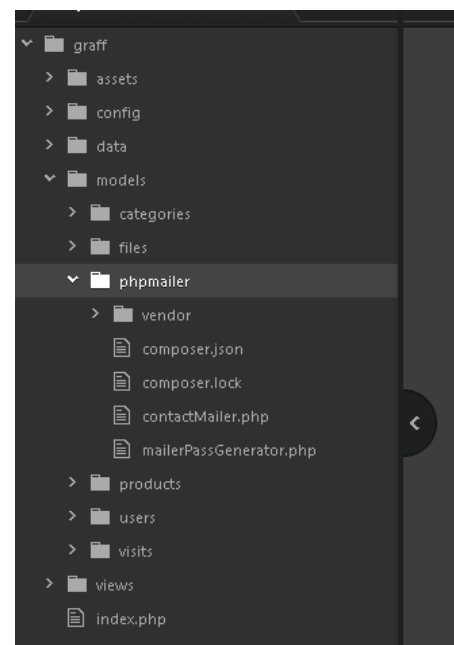 graff
assets
config
data
models
categories
files
phpmailer
vendor
composer.json
composer.lock
contactMailer.php
mailerPassGenerator.php
products
users
visits
views
index.php